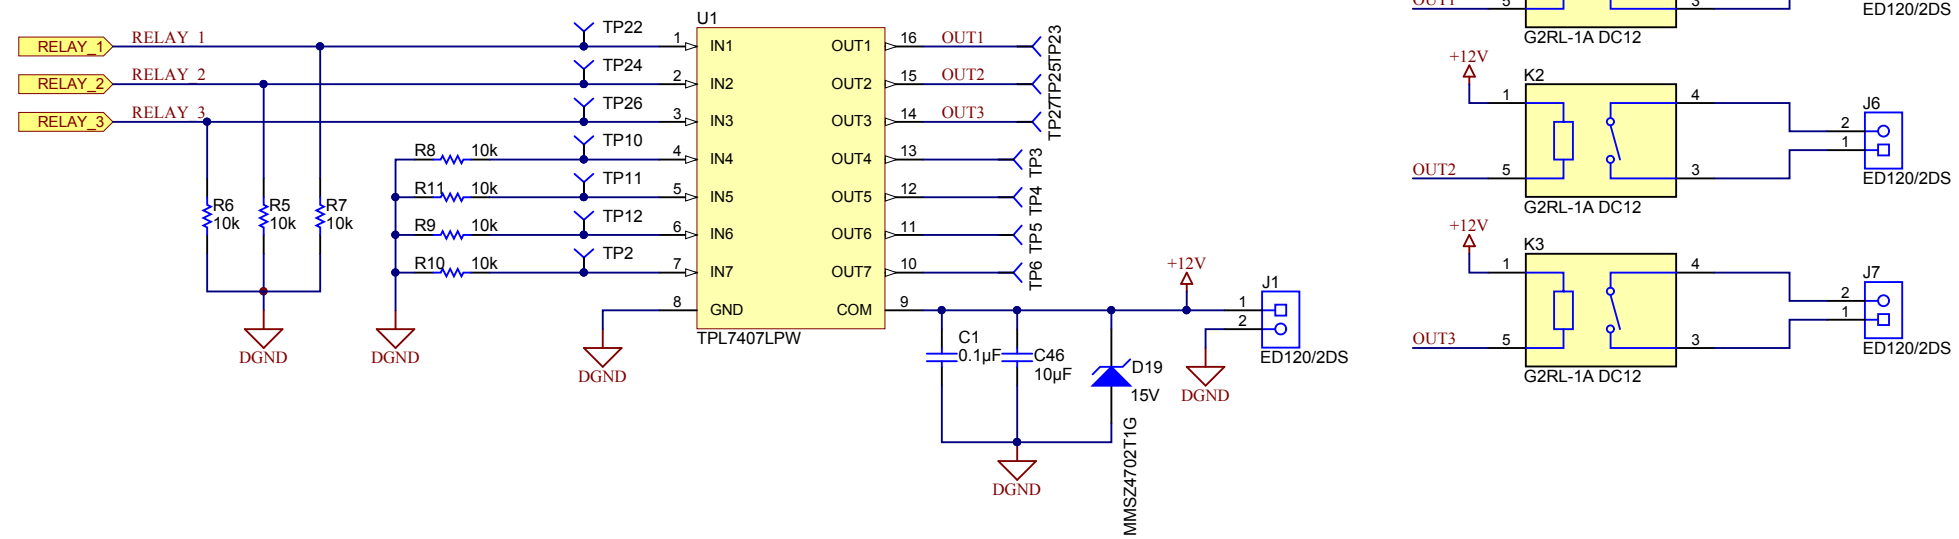 RELAY_1
RELAY_2
RELAY_3
RELAY 1
RELAY 2
RELAY 3
R6
10k
R5
10k
R7
10k
DGND
R8 10k
R11 10k
R9 10k
R10 10k
DGND
TP22
TP24
TP26
TP10
TP11
TP12
TP2
U1
1 IN1 OUT1 16 OUT1 TP23
2 IN2 OUT2 15 OUT2 TP25
3 IN3 OUT3 14 OUT3 TP27
4 IN4 OUT4 13 TP3
5 IN5 OUT5 12 TP4
6 IN6 OUT6 11 TP5
7 IN7 OUT7 10 TP6
8 GND COM 9
TPL7407LPW
DGND
C1
0.1µF
C46
10µF
D19
15V
MMSZ4702T1G
DGND
+12V
J1
1
2
ED120/2DS
DGND
OUT1 5 3
G2RL-1A DC12
ED120/2DS
+12V
K2
1 4
OUT2 5 3
G2RL-1A DC12
J6
2
1
ED120/2DS
+12V
K3
1 4
OUT3 5 3
G2RL-1A DC12
J7
2
1
ED120/2DS